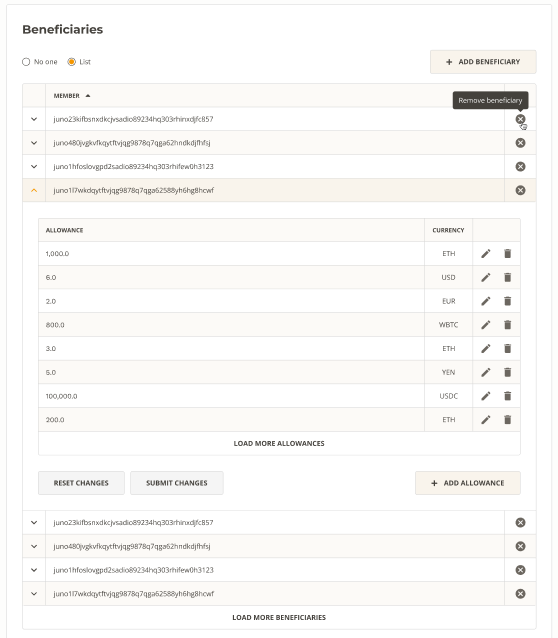 Beneficiaries
No one
List
+ ADD BENEFICIARY
MEMBER
Remove beneficiary
juno23kifbsnxdkcjvsadio89234hq303rhinxdjfc857
juno480jvgkvfkqytftvjqg9878q7qga62hndkdjfhfsj
juno1hfoslovgpd2sadio89234hq303rhifew0h3123
juno1l7wkdqytftvjqg9878q7qga62588yh6hg8hcwf
ALLOWANCE CURRENCY
1,000.0 ETH
6.0 USD
2.0 EUR
800.0 WBTC
3.0 ETH
5.0 YEN
100,000.0 USDC
200.0 ETH
LOAD MORE ALLOWANCES
RESET CHANGES
SUBMIT CHANGES
+ ADD ALLOWANCE
juno23kifbsnxdkcjvsadio89234hq303rhinxdjfc857
juno480jvgkvfkqytftvjqg9878q7qga62hndkdjfhfsj
juno1hfoslovgpd2sadio89234hq303rhifew0h3123
juno1l7wkdqytftvjqg9878q7qga62588yh6hg8hcwf
LOAD MORE BENEFICIARIES